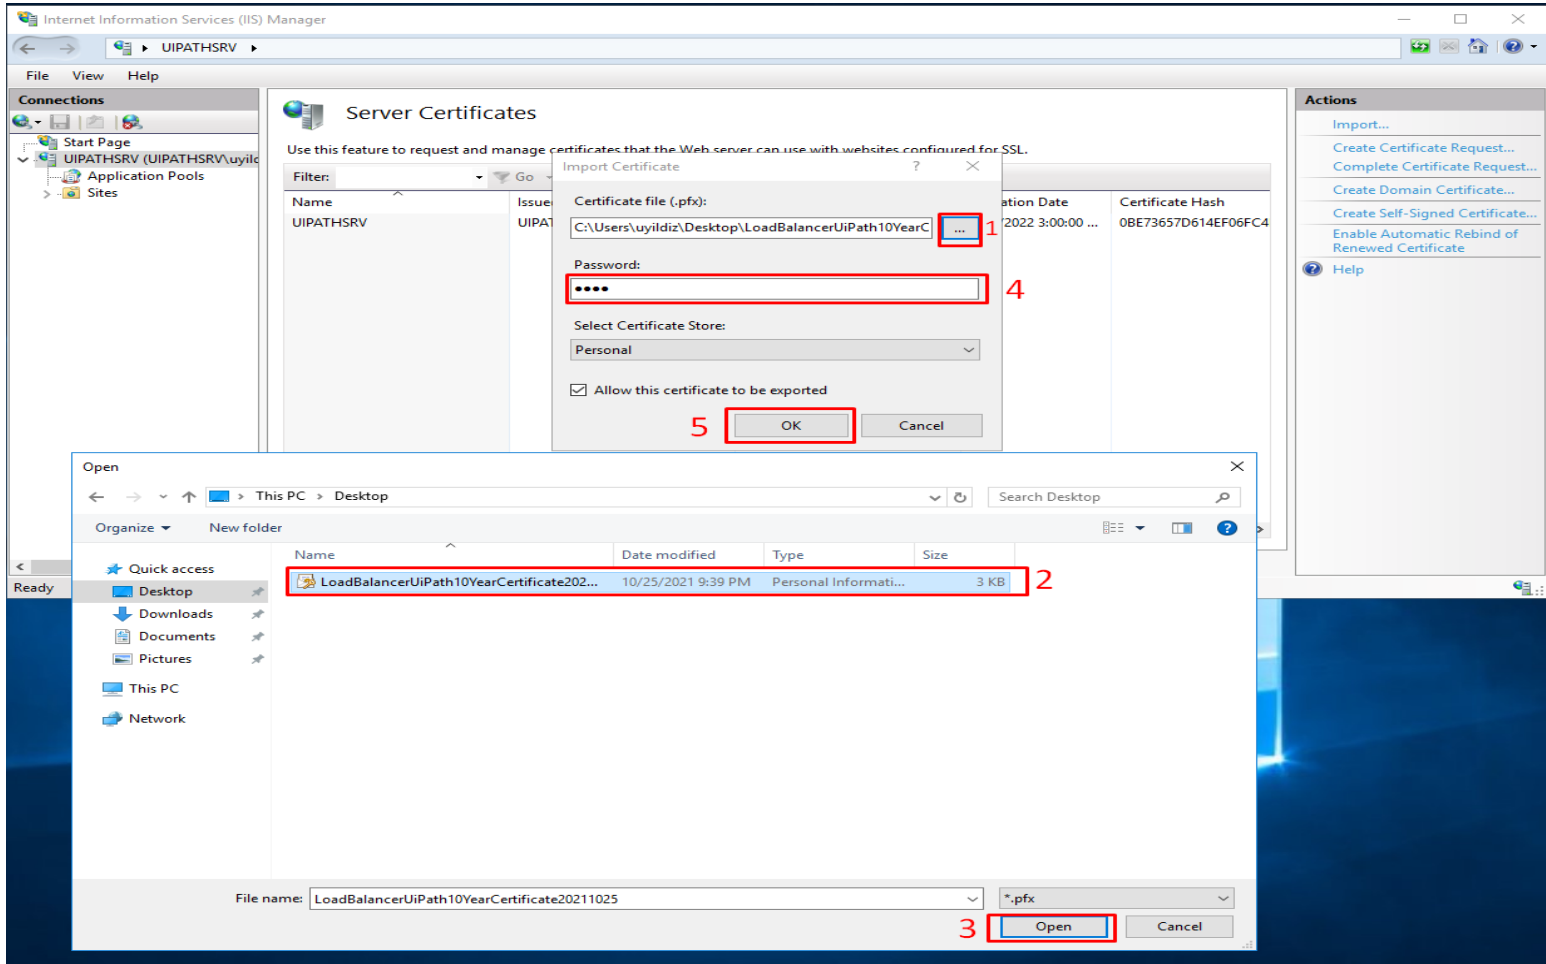 Internet Information Services (IIS) Manager
UIPATHSRV
File View Help
Connections
Start Page
UIPATHSRV (UIPATHSRV\uyild
Application Pools
Sites
Server Certificates
Use this feature to request and manage certificates that the Web server can use with websites configured for SSL.
Filter: Go
Name Issue ation Date Certificate Hash
UIPATHSRV UIPAT /2022 3:00:00 ... 0BE73657D614EF06FC4
Import Certificate ? 
Certificate file (.pfx):
C:\Users\uyildiz\Desktop\LoadBalancerUiPath10YearC ... 1
Password:
•••• 4
Select Certificate Store:
Personal
Allow this certificate to be exported
5 OK Cancel
Actions
Import...
Create Certificate Request...
Complete Certificate Request...
Create Domain Certificate...
Create Self-Signed Certificate...
Enable Automatic Rebind of
Renewed Certificate
Help
Open
This PC > Desktop Search Desktop
Organize New folder
Name Date modified Type Size
LoadBalancerUiPath10YearCertificate202... 10/25/2021 9:39 PM Personal Informati... 3 KB 2
Quick access
Desktop
Downloads
Documents
Pictures
This PC
Network
File name: LoadBalancerUiPath10YearCertificate20211025 *.pfx
3 Open Cancel
Ready